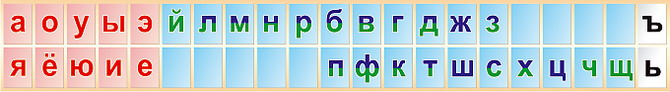 а о у ы э й л м н р б в г д ж з ъ
я ё ю и е п ф к т ш с х ц ч щ ь